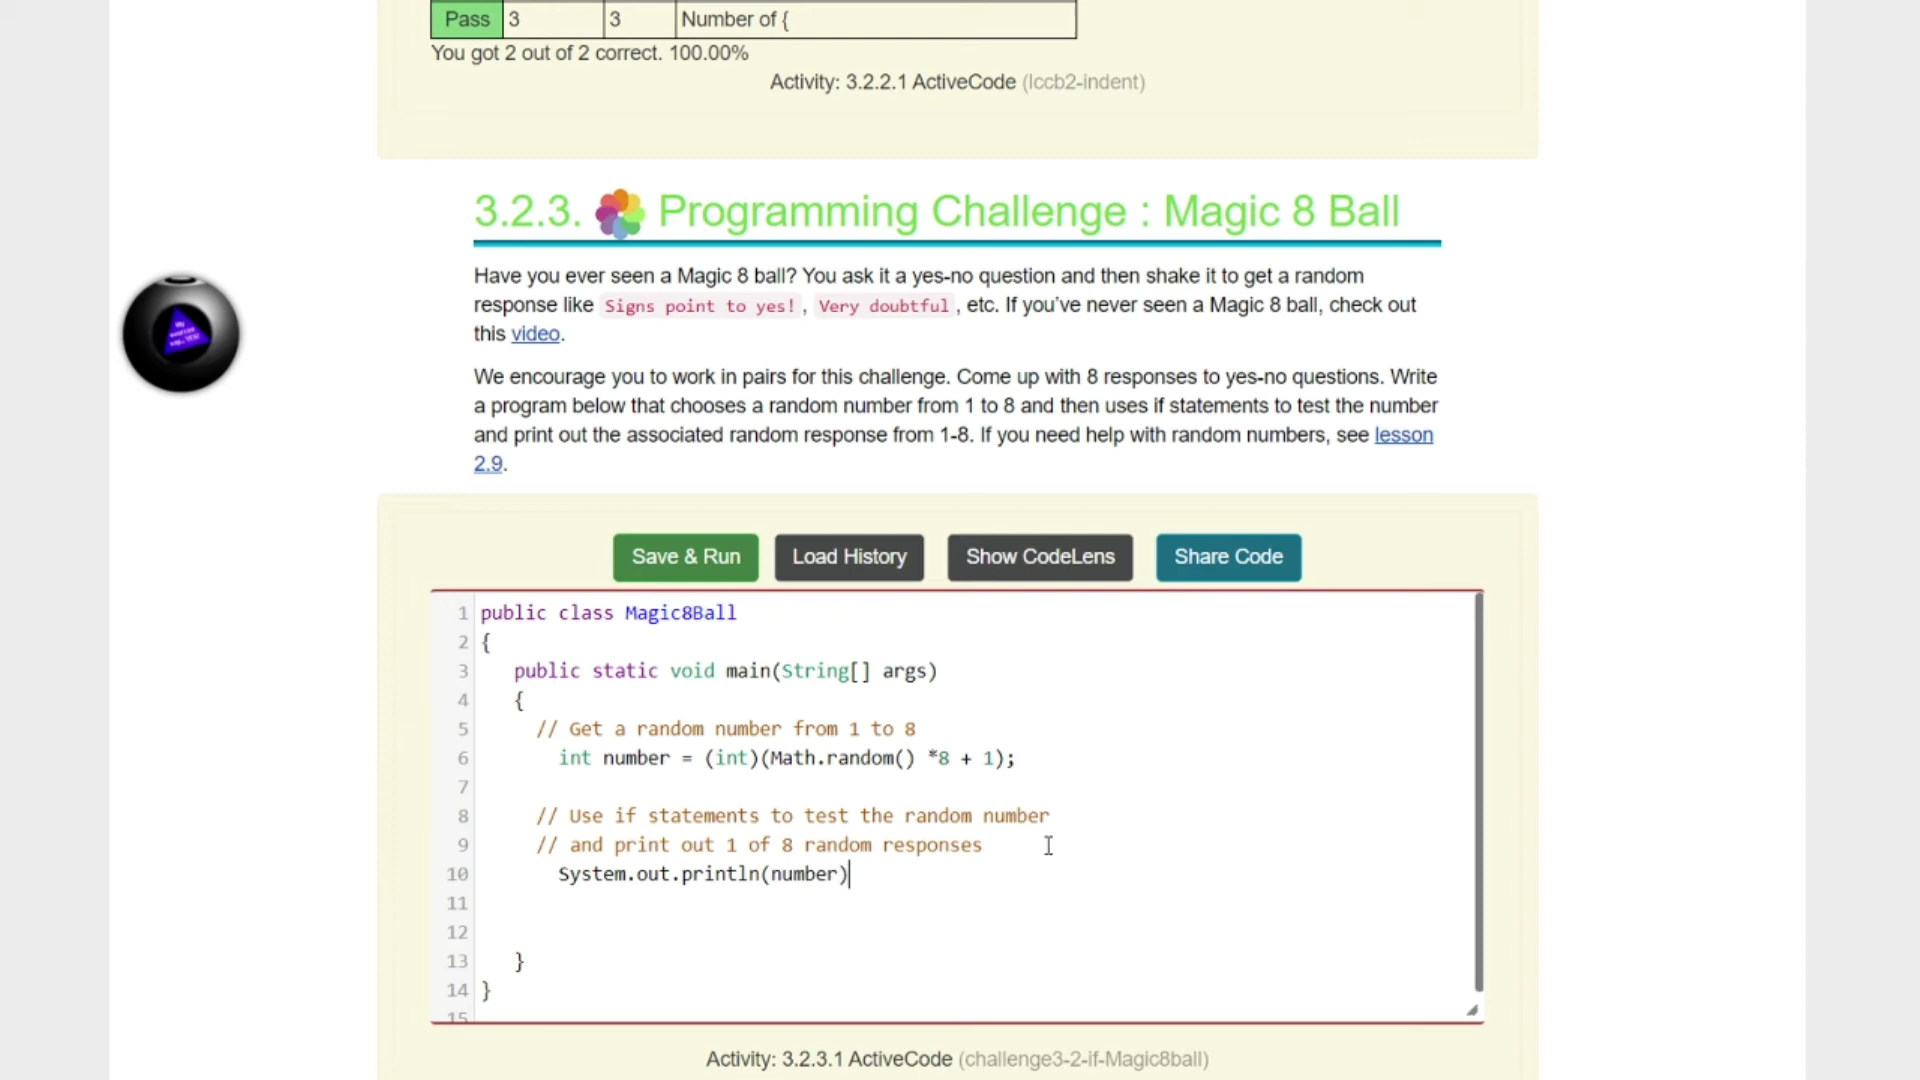 Pass 3 3 Number of {
You got 2 out of 2 correct. 100.00%
Activity: 3.2.2.1 ActiveCode (lccb2-indent)
3.2.3. Programming Challenge : Magic 8 Ball
Have you ever seen a Magic 8 ball? You ask it a yes-no question and then shake it to get a random
response like Signs point to yes!, Very doubtful, etc. If you’ve never seen a Magic 8 ball, check out
this video.
We encourage you to work in pairs for this challenge. Come up with 8 responses to yes-no questions. Write
a program below that chooses a random number from 1 to 8 and then uses if statements to test the number
and print out the associated random response from 1-8. If you need help with random numbers, see lesson
2.9.
Save & Run Load History Show CodeLens Share Code
1 public class Magic8Ball
2 {
3 public static void main(String[] args)
4 {
5 // Get a random number from 1 to 8
6 int number = (int)(Math.random() *8 + 1);
7
8 // Use if statements to test the random number
9 // and print out 1 of 8 random responses
10 System.out.println(number)
11
12
13 }
14 }
15
Activity: 3.2.3.1 ActiveCode (challenge3-2-if-Magic8ball)